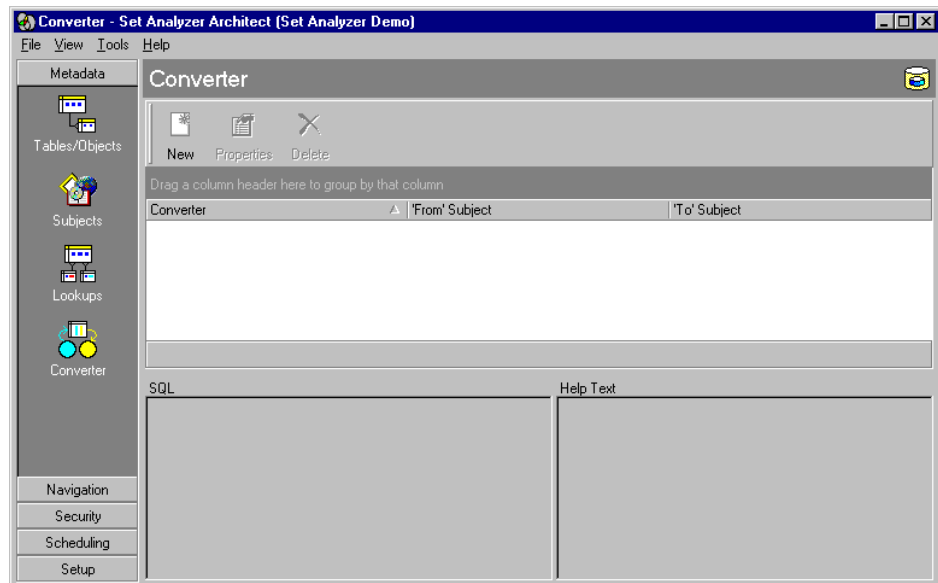 Converter - Set Analyzer Architect (Set Analyzer Demo)
File View Tools Help
Metadata
Tables/Objects
Subjects
Lookups
Converter
Navigation
Security
Scheduling
Setup
Converter
New Properties Delete
Drag a column header here to group by that column
Converter 'From' Subject 'To' Subject
SQL
Help Text